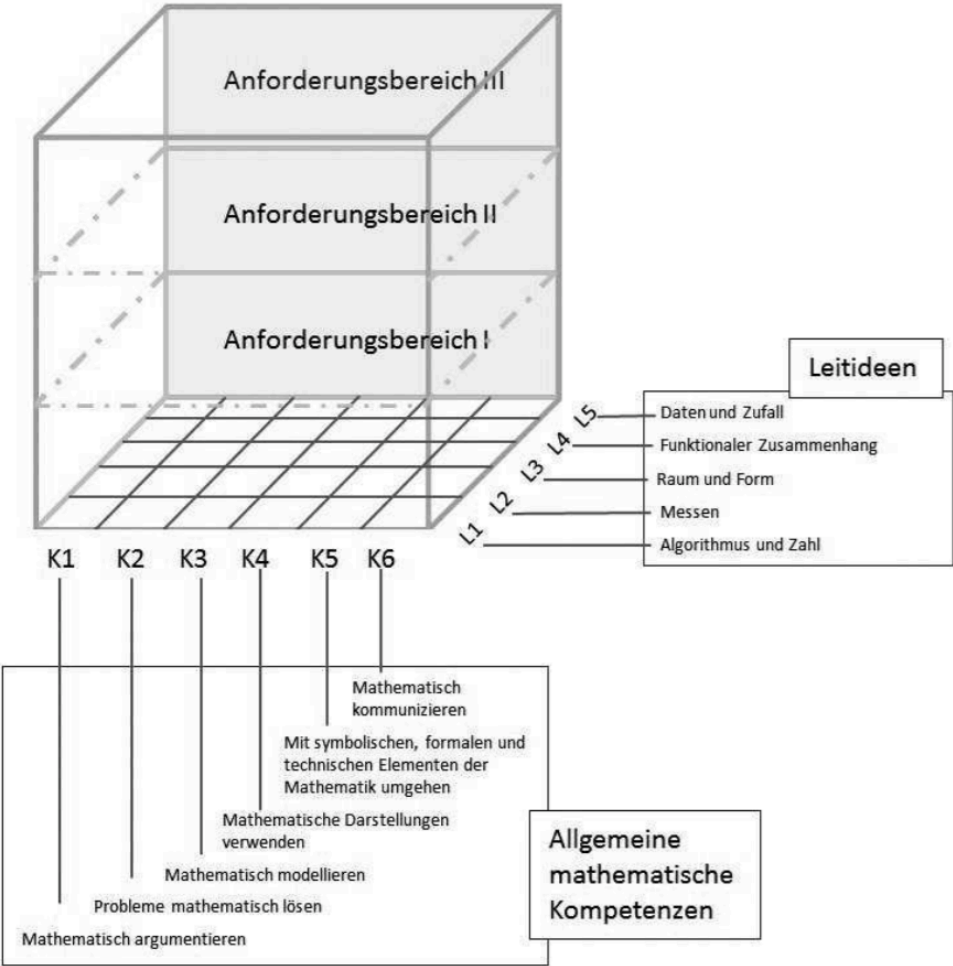 Anforderungsbereich III
Anforderungsbereich II
Anforderungsbereich I
Leitideen
L5
Daten und Zufall
L4
Funktionaler Zusammenhang
L3
Raum und Form
L2
Messen
L1
Algorithmus und Zahl
K1 K2 K3 K4 K5 K6
Mathematisch
kommunizieren
Mit symbolischen, formalen und
technischen Elementen der
Mathematik umgehen
Mathematische Darstellungen
verwenden
Mathematisch modellieren
Probleme mathematisch lösen
Mathematisch argumentieren
Allgemeine
mathematische
Kompetenzen